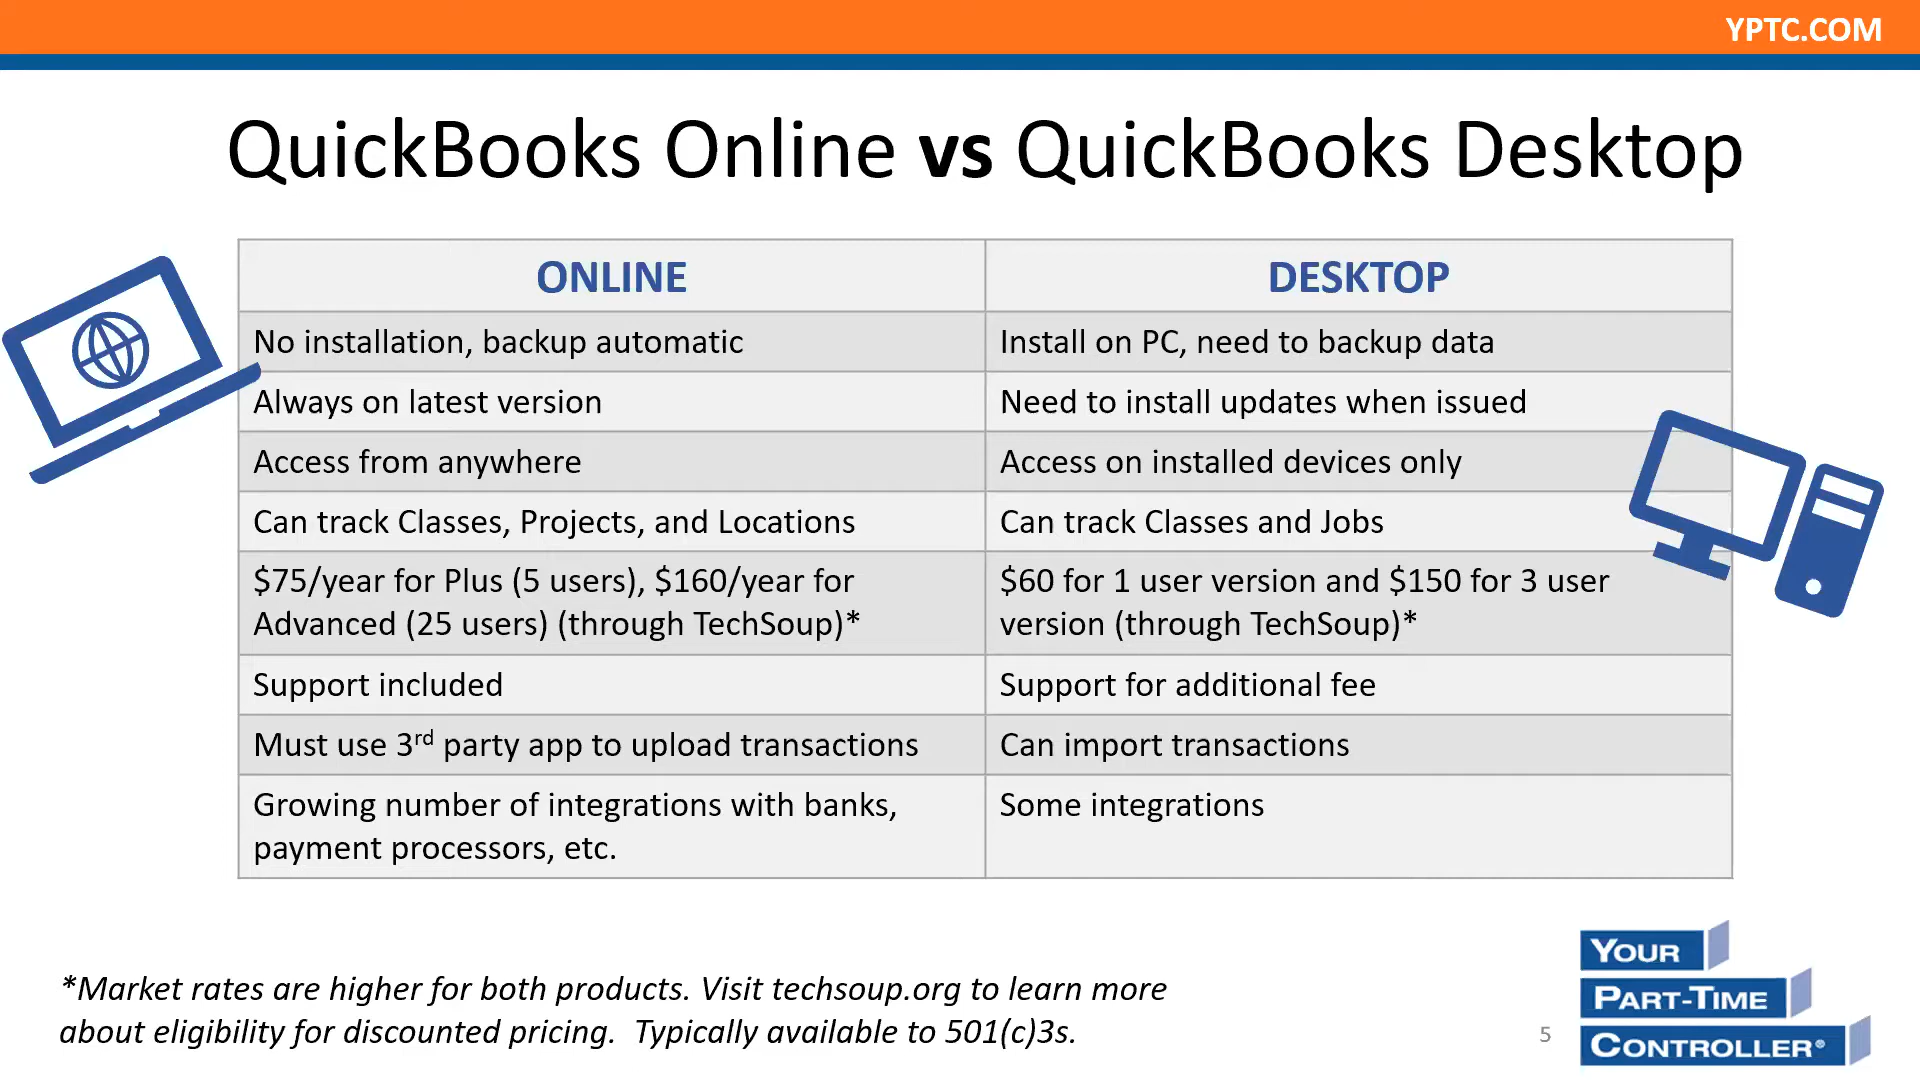 YPTC.COM
QuickBooks Online vs QuickBooks Desktop
ONLINE
DESKTOP
No installation, backup automatic
Install on PC, need to backup data
Always on latest version
Need to install updates when issued
Access from anywhere
Access on installed devices only
Can track Classes, Projects, and Locations
Can track Classes and Jobs
$75/year for Plus (5 users), $160/year for
Advanced (25 users) (through TechSoup)*
$60 for 1 user version and $150 for 3 user
version (through TechSoup)*
Support included
Support for additional fee
Must use 3rd party app to upload transactions
Can import transactions
Growing number of integrations with banks,
payment processors, etc.
Some integrations
*Market rates are higher for both products. Visit techsoup.org to learn more
about eligibility for discounted pricing.  Typically available to 501(c)3s.
5
YOUR
PART-TIME
CONTROLLER®